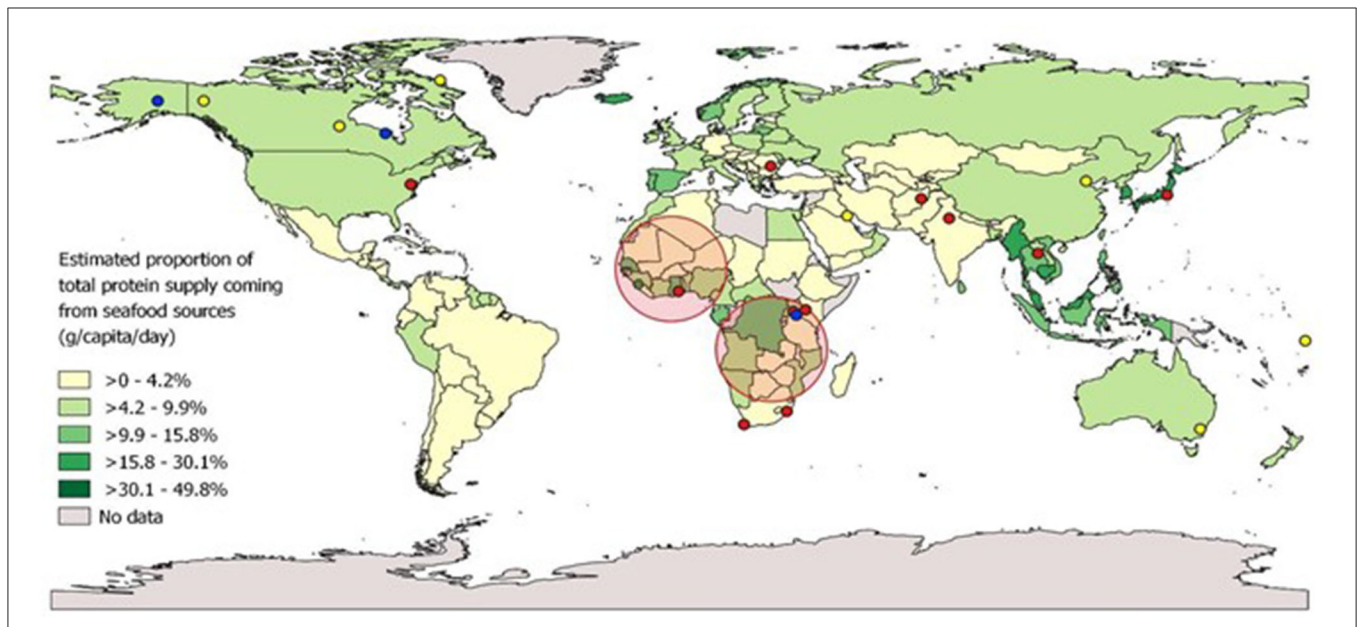 Estimated proportion of
total protein supply coming
from seafood sources
(g/capita/day)
>0 - 4.2%
>4.2 - 9.9%
>9.9 - 15.8%
>15.8 - 30.1%
>30.1 - 49.8%
No data